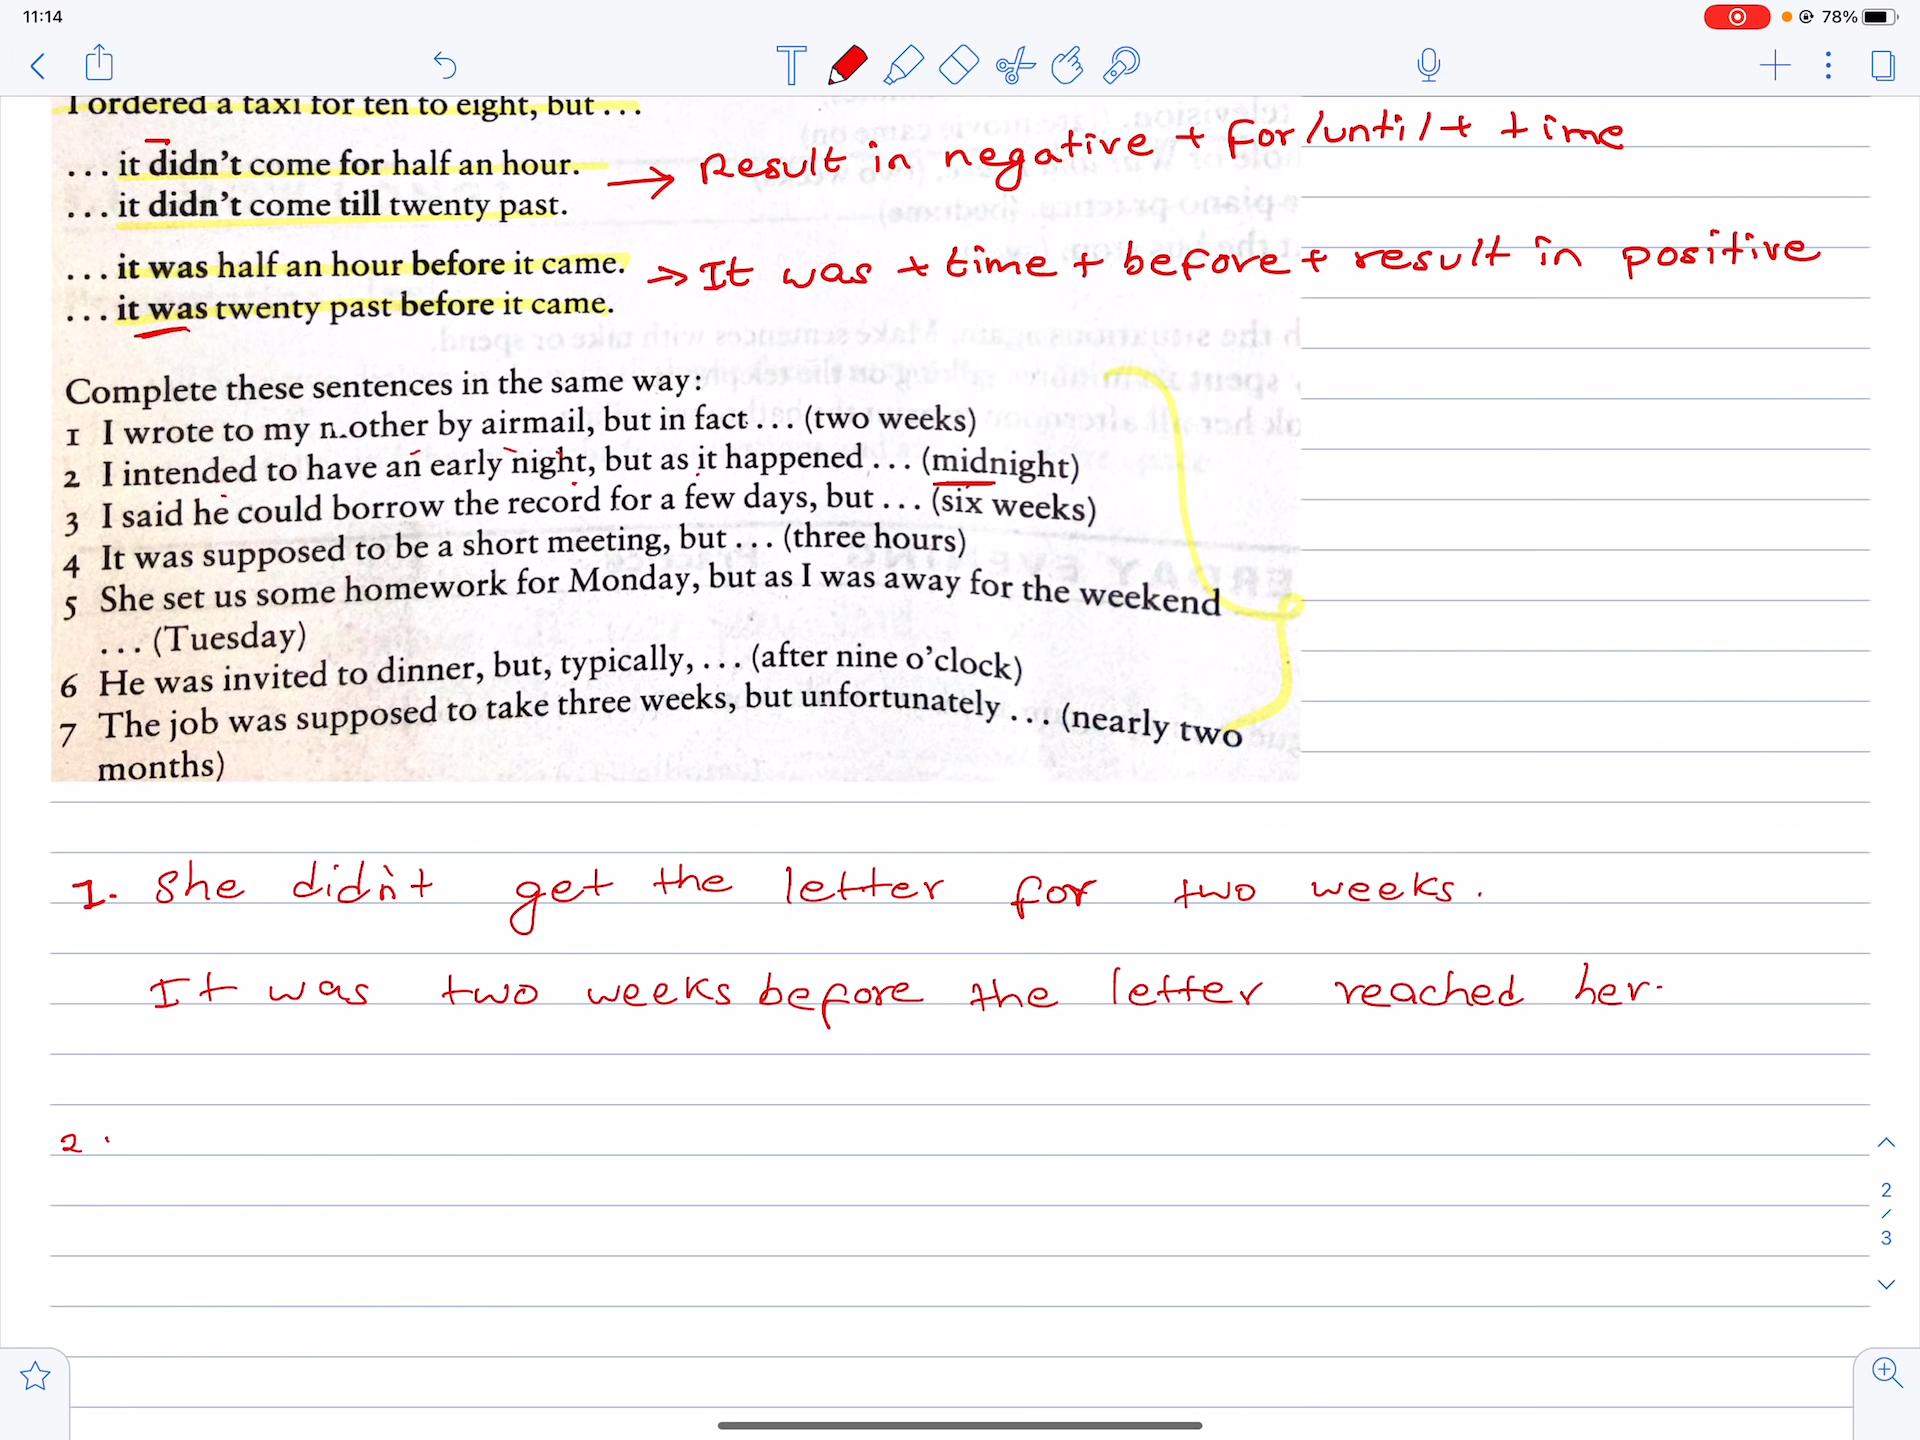 11:14
78%
I ordered a taxi for ten to eight, but ...
... it didn't come for half an hour.
→ Result in negative + for/until + time
... it didn't come till twenty past.
... it was half an hour before it came.
→ It was + time + before + result in positive
... it was twenty past before it came.
Complete these sentences in the same way:
1 I wrote to my mother by airmail, but in fact ... (two weeks)
2 I intended to have an early night, but as it happened ... (midnight)
3 I said he could borrow the record for a few days, but ... (six weeks)
4 It was supposed to be a short meeting, but ... (three hours)
5 She set us some homework for Monday, but as I was away for the weekend
... (Tuesday)
6 He was invited to dinner, but, typically, ... (after nine o'clock)
7 The job was supposed to take three weeks, but unfortunately ... (nearly two
months)
1. She didn't get the letter for two weeks.
It was two weeks before the letter reached her.
2.
2
/
3